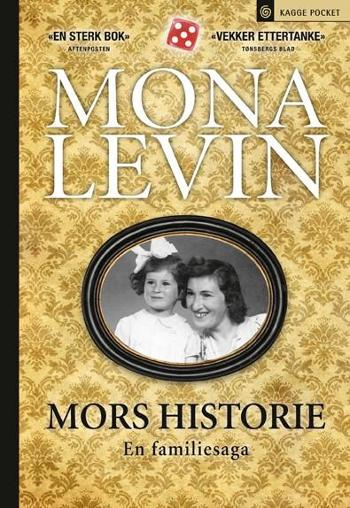 «EN STERK BOK»
AFTENPOSTEN
«VEKKER ETTERTANKE»
TØNSBERGS BLAD
KAGGE POCKET
MONA
LEVIN
MORS HISTORIE
En familiesaga